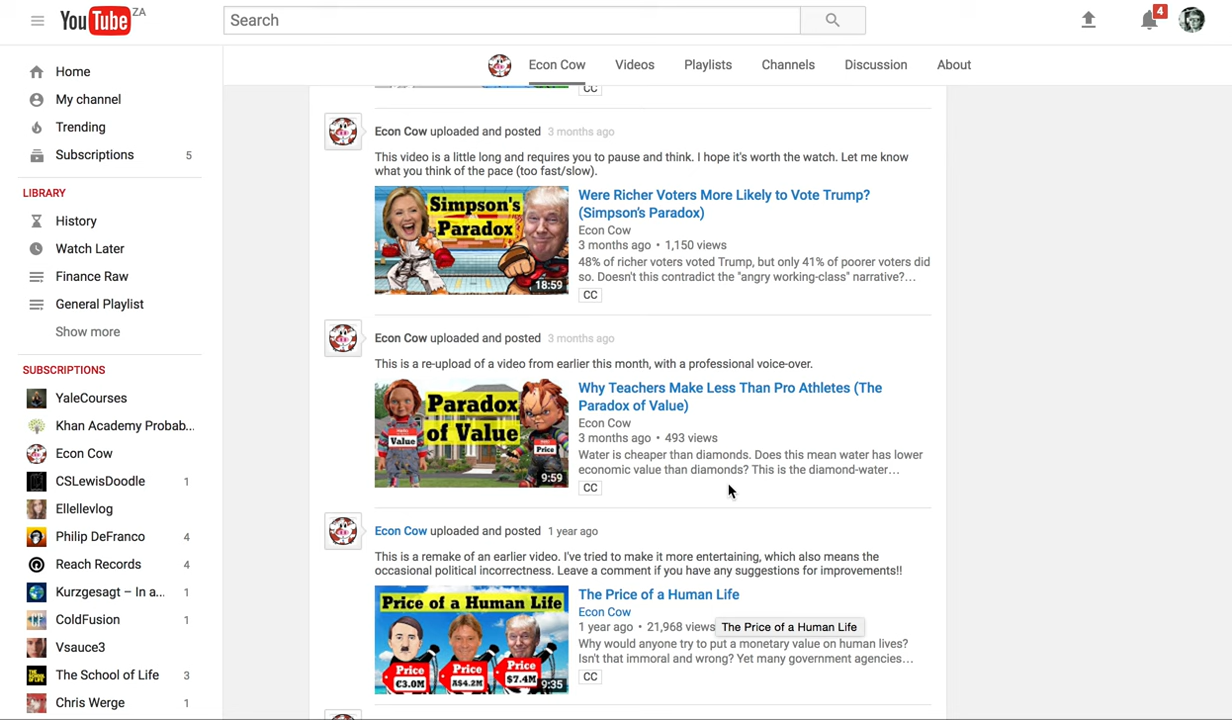 YouTube ZA
Search
4
Econ Cow Videos Playlists Channels Discussion About
Home
My channel
Trending
Subscriptions 5
LIBRARY
History
Watch Later
Finance Raw
General Playlist
Show more
SUBSCRIPTIONS
YaleCourses
Khan Academy Probab...
Econ Cow
CSLewisDoodle 1
Ellellevlog
Philip DeFranco 4
Reach Records 4
Kurzgesagt – In a... 1
ColdFusion 1
Vsauce3
The School of Life 3
Chris Werge 1
CC
Econ Cow uploaded and posted 3 months ago
This video is a little long and requires you to pause and think. I hope it's worth the watch. Let me know
what you think of the pace (too fast/slow).
Simpson's
Paradox
18:59
Were Richer Voters More Likely to Vote Trump?
(Simpson's Paradox)
Econ Cow
3 months ago • 1,150 views
48% of richer voters voted Trump, but only 41% of poorer voters did
so. Doesn't this contradict the "angry working-class" narrative?...
CC
Econ Cow uploaded and posted 3 months ago
This is a re-upload of a video from earlier this month, with a professional voice-over.
Paradox
of Value
Value
Price
9:59
Why Teachers Make Less Than Pro Athletes (The
Paradox of Value)
Econ Cow
3 months ago • 493 views
Water is cheaper than diamonds. Does this mean water has lower
economic value than diamonds? This is the diamond-water...
CC
Econ Cow uploaded and posted 1 year ago
This is a remake of an earlier video. I've tried to make it more entertaining, which also means the
occasional political incorrectness. Leave a comment if you have any suggestions for improvements!!
Price of a Human Life
Price
€3.0M
Price
A$4.2M
Price
$7.4M
9:35
The Price of a Human Life
Econ Cow
1 year ago • 21,968 views
The Price of a Human Life
Why would anyone try to put a monetary value on human lives?
Isn't that immoral and wrong? Yet many government agencies...
CC